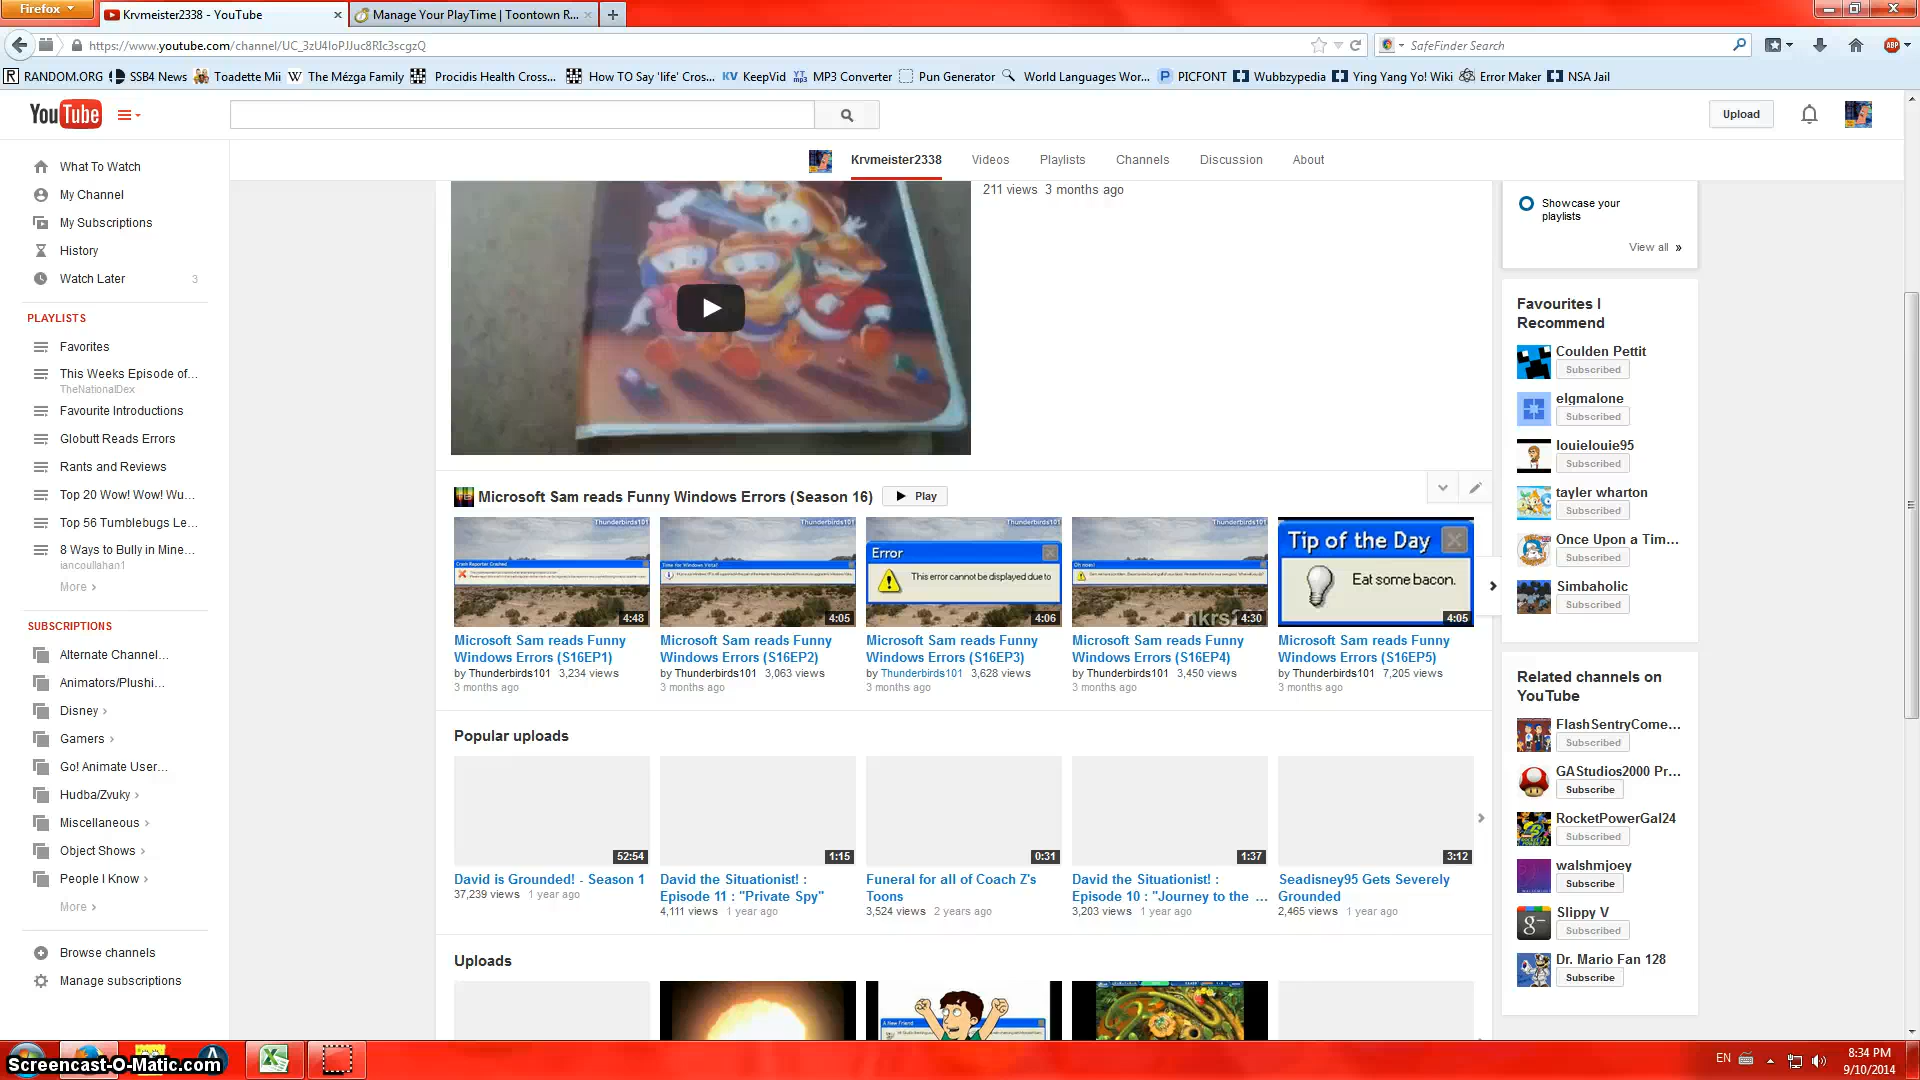 Firefox
Krvmeister2338 - YouTube
Manage Your PlayTime | Toontown R...
https://www.youtube.com/channel/UC_3zU4IoPJJuc8RIc3scgzQ
SafeFinder Search
ABP
RANDOM.ORG
SSB4 News
Toadette Mii
The Mézga Family
Procidis Health Cross...
How TO Say 'life' Cros...
KeepVid
MP3 Converter
Pun Generator
World Languages Wor...
PICFONT
Wubbzypedia
Ying Yang Yo! Wiki
Error Maker
NSA Jail
YouTube
Upload
Krvmeister2338
Videos
Playlists
Channels
Discussion
About
What To Watch
My Channel
My Subscriptions
History
Watch Later 3
PLAYLISTS
Favorites
This Weeks Episode of...
TheNationalDex
Favourite Introductions
Globutt Reads Errors
Rants and Reviews
Top 20 Wow! Wow! Wu...
Top 56 Tumblebugs Le...
8 Ways to Bully in Mine...
iancoullahan1
More ›
SUBSCRIPTIONS
Alternate Channel...
Animators/Plushi...
Disney ›
Gamers ›
Go! Animate User...
Hudba/Zvuky ›
Miscellaneous ›
Object Shows ›
People I Know ›
More ›
Browse channels
Manage subscriptions
211 views 3 months ago
Microsoft Sam reads Funny Windows Errors (Season 16)
Play
Thunderbirds101
Crash Reporter Crashed
4:48
Microsoft Sam reads Funny
Windows Errors (S16EP1)
by Thunderbirds101 3,234 views
3 months ago
Thunderbirds101
Time for Windows Vista!
4:05
Microsoft Sam reads Funny
Windows Errors (S16EP2)
by Thunderbirds101 3,063 views
3 months ago
Thunderbirds101
Error
This error cannot be displayed due to
4:06
Microsoft Sam reads Funny
Windows Errors (S16EP3)
by Thunderbirds101 3,628 views
3 months ago
Thunderbirds101
Oh noes!
4:30
Microsoft Sam reads Funny
Windows Errors (S16EP4)
by Thunderbirds101 3,450 views
3 months ago
Tip of the Day
Eat some bacon.
4:05
Microsoft Sam reads Funny
Windows Errors (S16EP5)
by Thunderbirds101 7,205 views
3 months ago
Popular uploads
52:54
David is Grounded! - Season 1
37,239 views 1 year ago
1:15
David the Situationist! :
Episode 11 : "Private Spy"
4,111 views 1 year ago
0:31
Funeral for all of Coach Z's
Toons
3,524 views 2 years ago
1:37
David the Situationist! :
Episode 10 : "Journey to the ...
3,203 views 1 year ago
3:12
Seadisney95 Gets Severely
Grounded
2,465 views 1 year ago
Uploads
A New Friend
Showcase your
playlists
View all »
Favourites I
Recommend
Coulden Pettit
Subscribed
elgmalone
Subscribed
louielouie95
Subscribed
tayler wharton
Subscribed
Once Upon a Tim...
Subscribed
Simbaholic
Subscribed
Related channels on
YouTube
FlashSentryCome...
Subscribed
GAStudios2000 Pr...
Subscribe
RocketPowerGal24
Subscribed
walshmjoey
Subscribe
Slippy V
Subscribed
Dr. Mario Fan 128
Subscribe
Screencast-O-Matic.com
EN
8:34 PM
9/10/2014